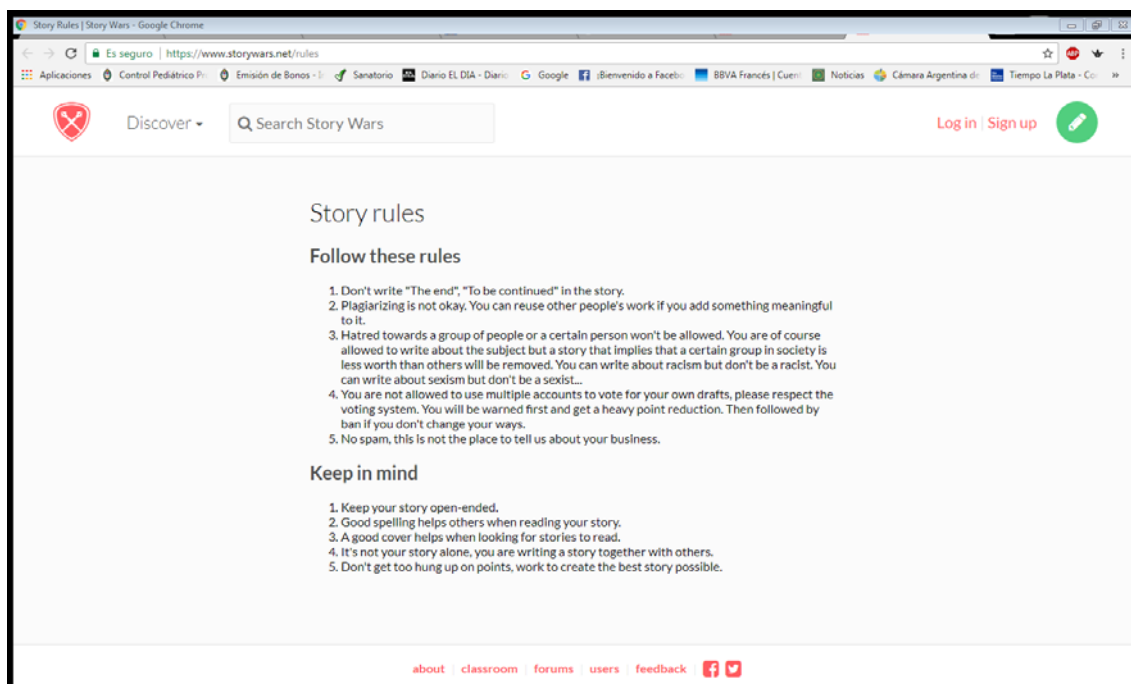 Story Rules | Story Wars - Google Chrome
Es seguro | https://www.storywars.net/rules
Aplicaciones Control Pediátrico Pr Emisión de Bonos - Sanatorio Diario EL DIA - Diario Google ¡Bienvenido a Facebo BBVA Francés | Cuent Noticias Cámara Argentina de Tiempo La Plata - Co »
Discover Search Story Wars Log in | Sign up
Story rules
Follow these rules
1. Don't write "The end", "To be continued" in the story.
2. Plagiarizing is not okay. You can reuse other people's work if you add something meaningful
to it.
3. Hatred towards a group of people or a certain person won't be allowed. You are of course
allowed to write about the subject but a story that implies that a certain group in society is
less worth than others will be removed. You can write about racism but don't be a racist. You
can write about sexism but don't be a sexist...
4. You are not allowed to use multiple accounts to vote for your own drafts, please respect the
voting system. You will be warned first and get a heavy point reduction. Then followed by
ban if you don't change your ways.
5. No spam, this is not the place to tell us about your business.
Keep in mind
1. Keep your story open-ended.
2. Good spelling helps others when reading your story.
3. A good cover helps when looking for stories to read.
4. It's not your story alone, you are writing a story together with others.
5. Don't get too hung up on points, work to create the best story possible.
about | classroom | forums | users | feedback